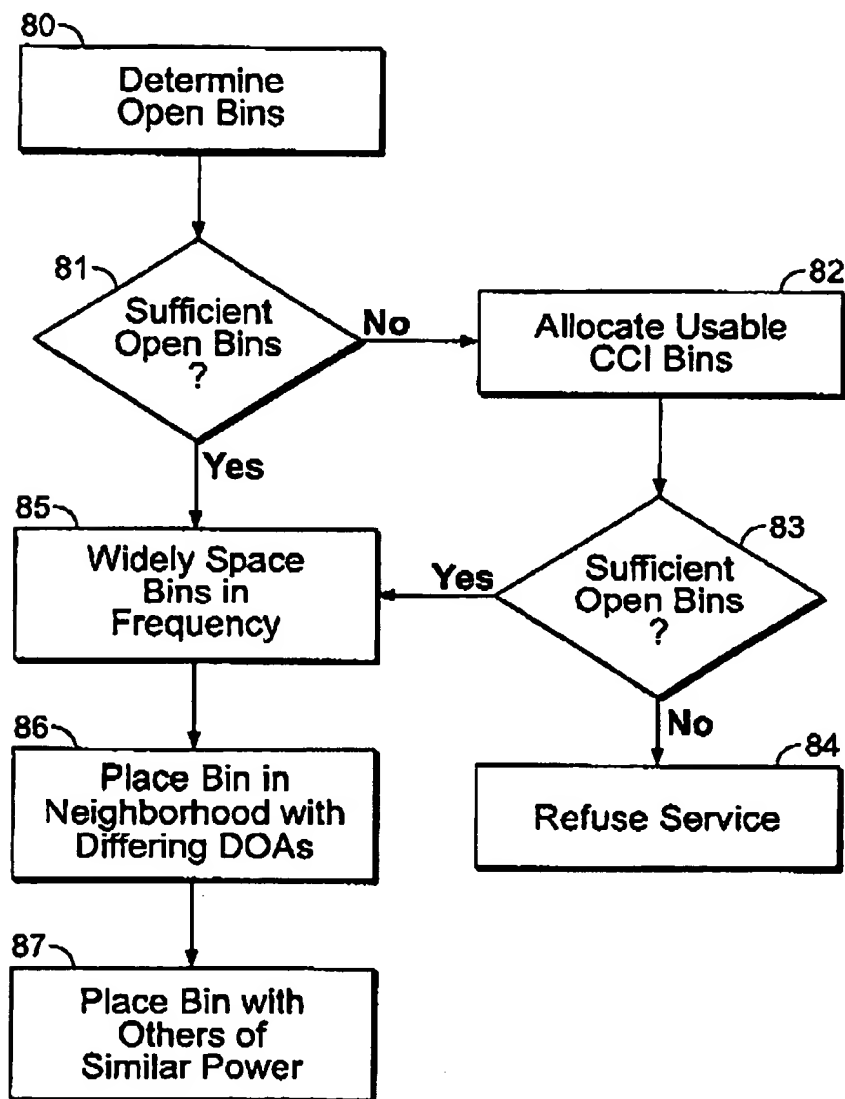 80
Determine
Open Bins
81
Sufficient
Open Bins
?
No
Yes
82
Allocate Usable
CCI Bins
83
Sufficient
Open Bins
?
Yes
No
84
Refuse Service
85
Widely Space
Bins in
Frequency
86
Place Bin in
Neighborhood with
Differing DOAs
87
Place Bin with
Others of
Similar Power